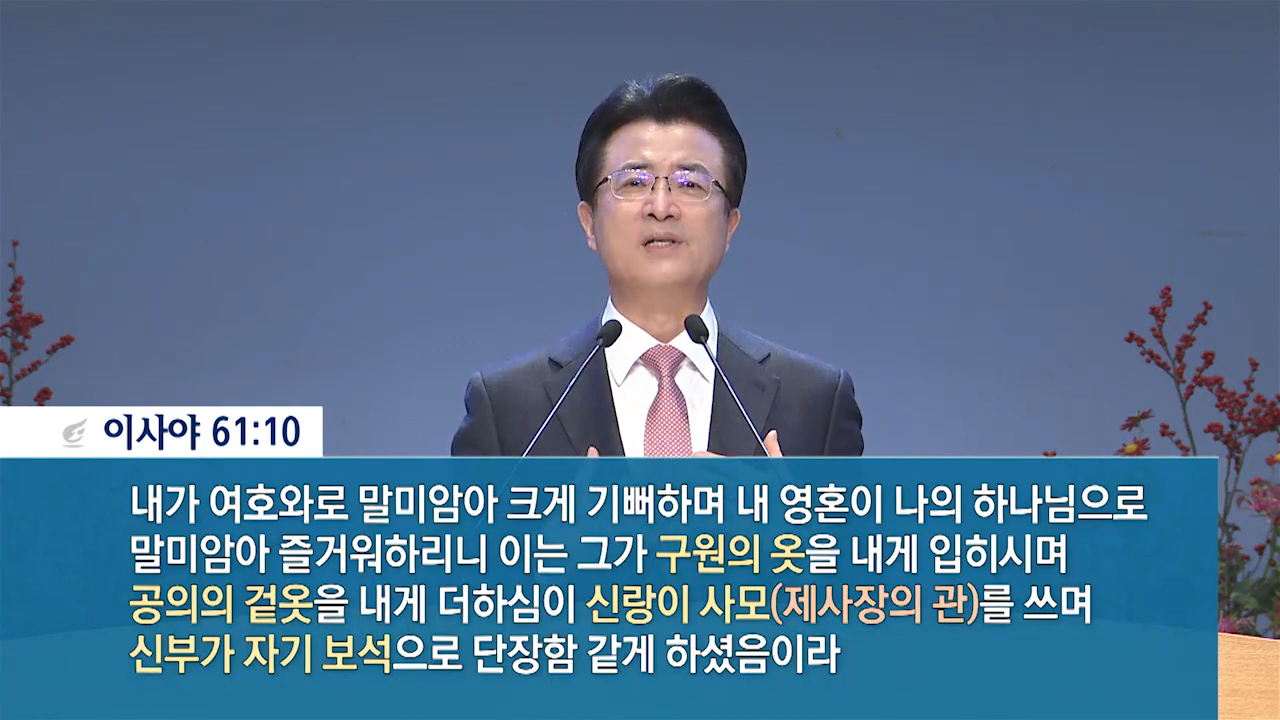 이사야 61:10
내가 여호와로 말미암아 크게 기뻐하며 내 영혼이 나의 하나님으로
말미암아 즐거워하리니 이는 그가 구원의 옷을 내게 입히시며
공의의 겉옷을 내게 더하심이 신랑이 사모(제사장의 관)를 쓰며
신부가 자기 보석으로 단장함 같게 하셨음이라